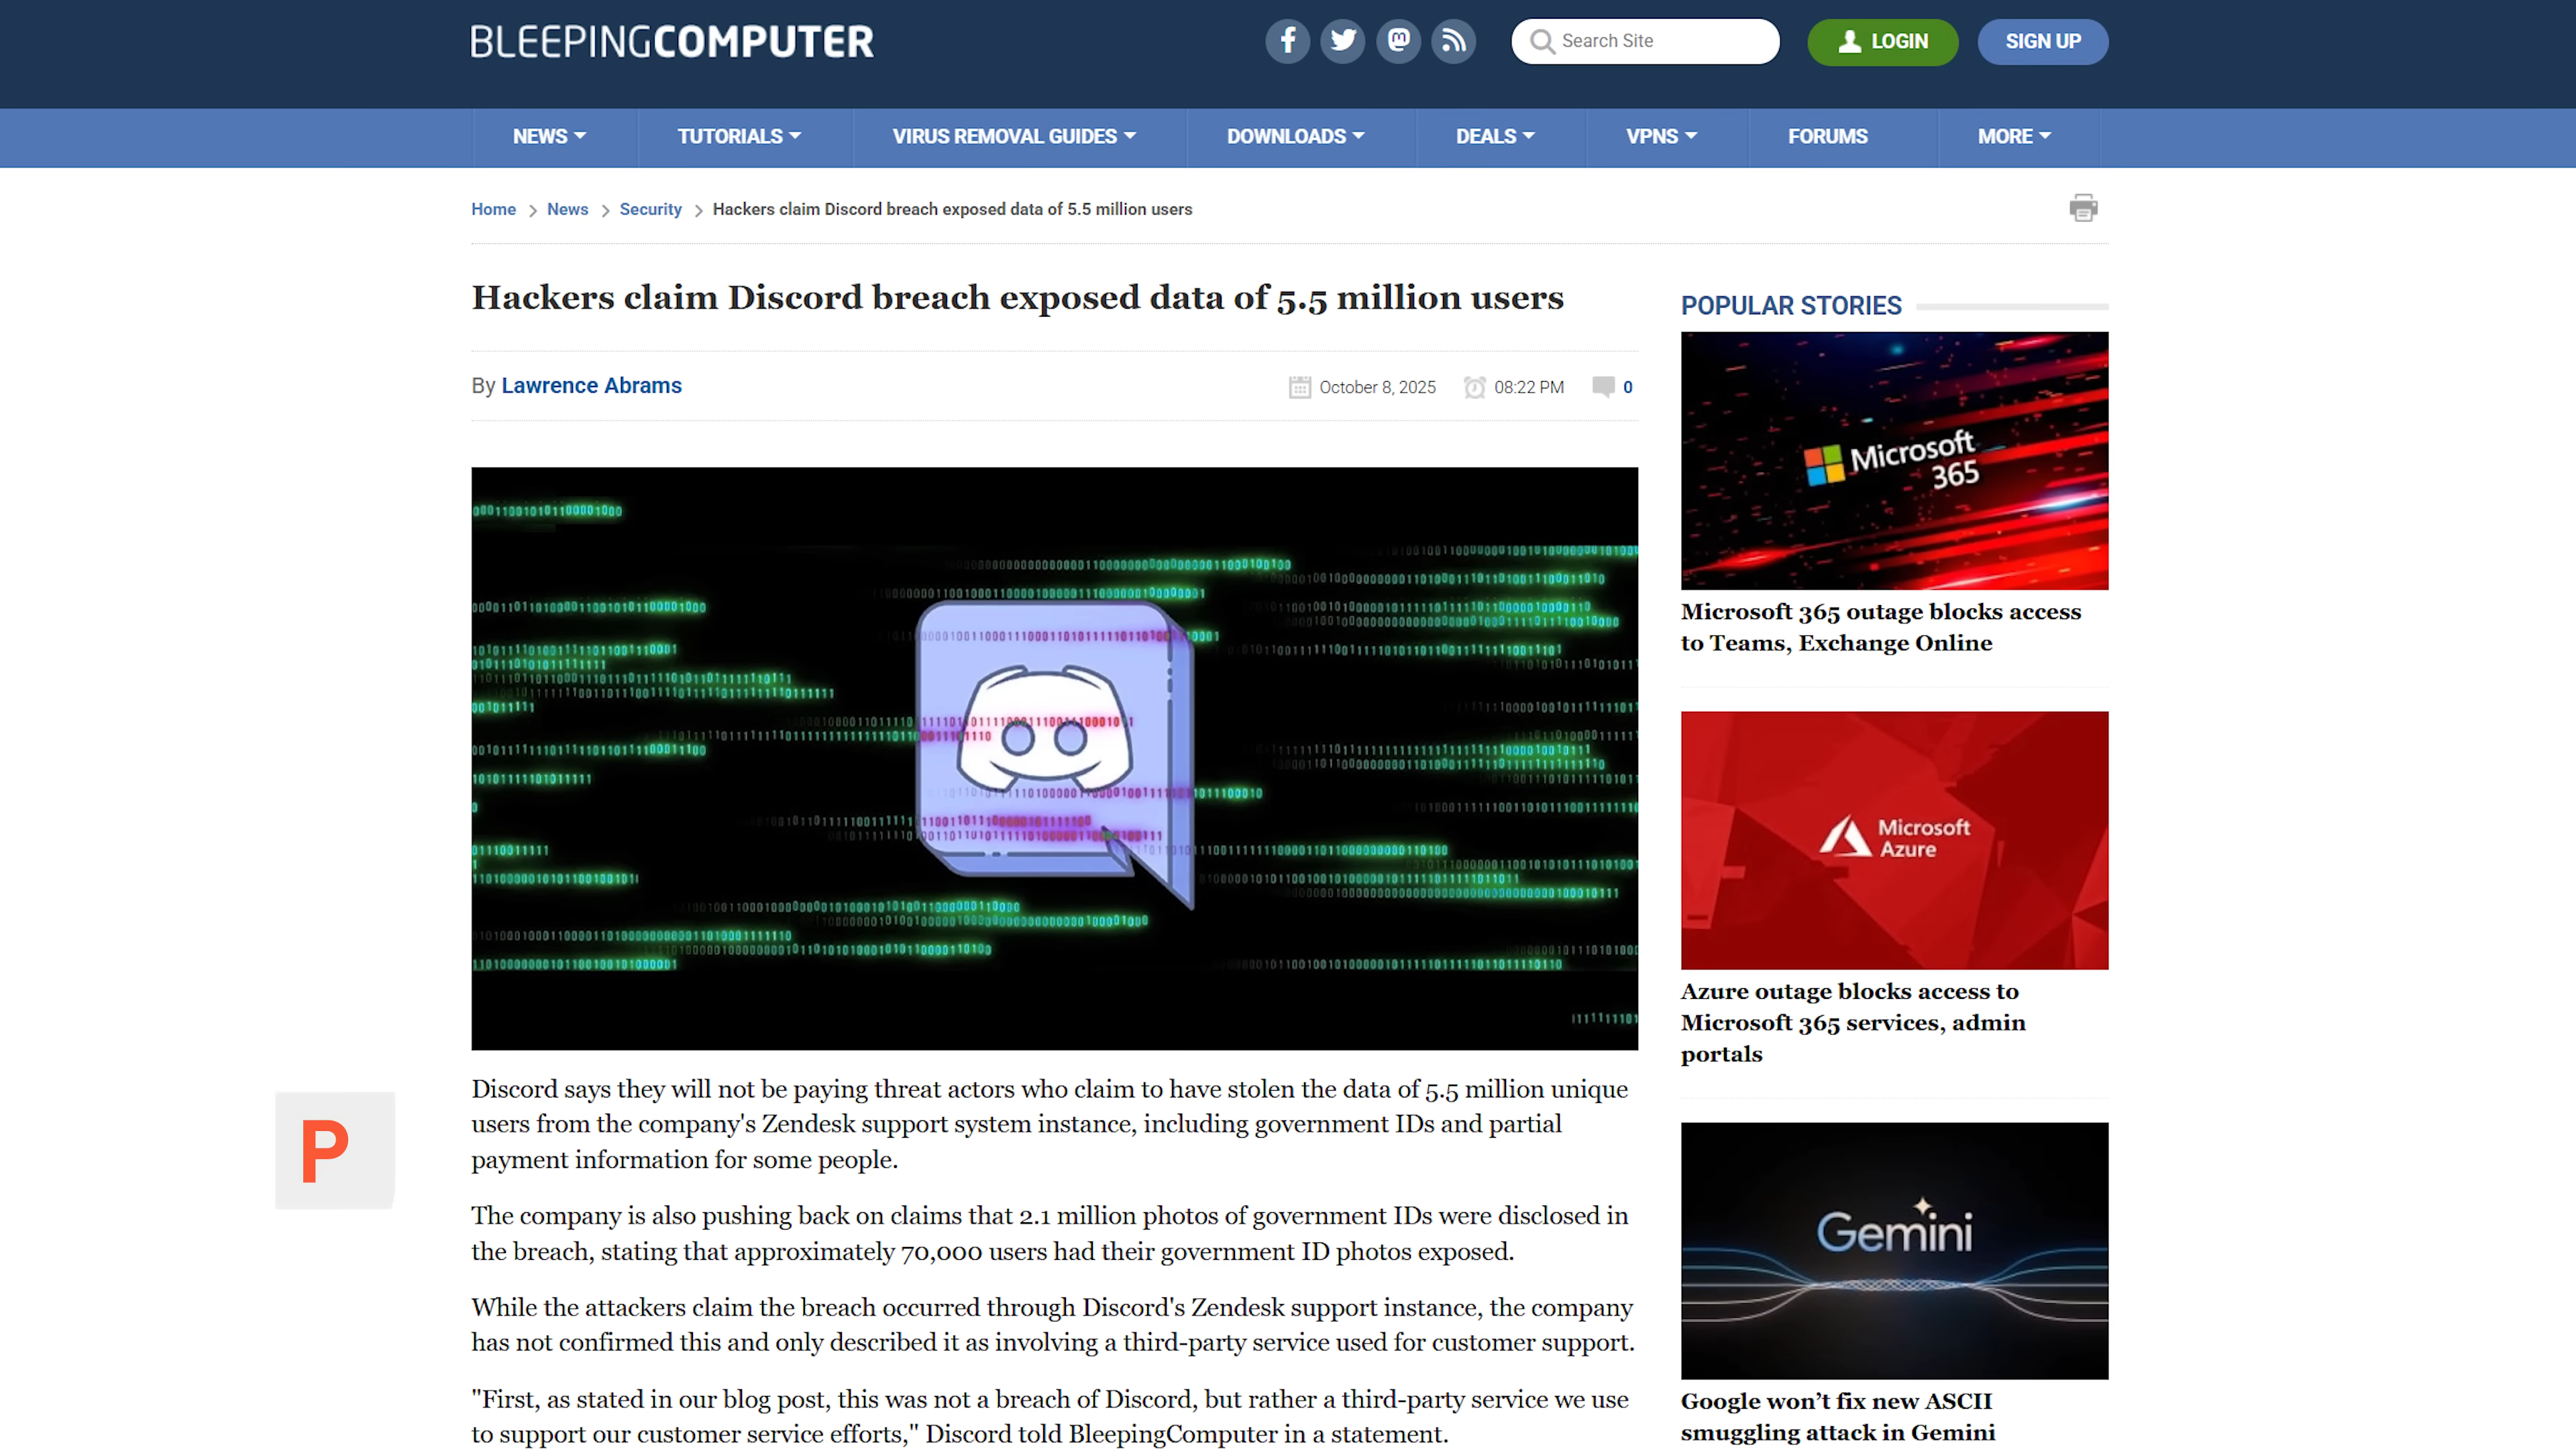 BLEEPINGCOMPUTER
Search Site
LOGIN
SIGN UP
NEWS
TUTORIALS
VIRUS REMOVAL GUIDES
DOWNLOADS
DEALS
VPNS
FORUMS
MORE
Home
News
Security
Hackers claim Discord breach exposed data of 5.5 million users
Hackers claim Discord breach exposed data of 5.5 million users
By Lawrence Abrams
October 8, 2025
08:22 PM
0
Discord says they will not be paying threat actors who claim to have stolen the data of 5.5 million unique
users from the company's Zendesk support system instance, including government IDs and partial
payment information for some people.
The company is also pushing back on claims that 2.1 million photos of government IDs were disclosed in
the breach, stating that approximately 70,000 users had their government ID photos exposed.
While the attackers claim the breach occurred through Discord's Zendesk support instance, the company
has not confirmed this and only described it as involving a third-party service used for customer support.
"First, as stated in our blog post, this was not a breach of Discord, but rather a third-party service we use
to support our customer service efforts," Discord told BleepingComputer in a statement.
P
POPULAR STORIES
Microsoft
365
Microsoft 365 outage blocks access
to Teams, Exchange Online
Microsoft
Azure
Azure outage blocks access to
Microsoft 365 services, admin
portals
Gemini
Google won’t fix new ASCII
smuggling attack in Gemini